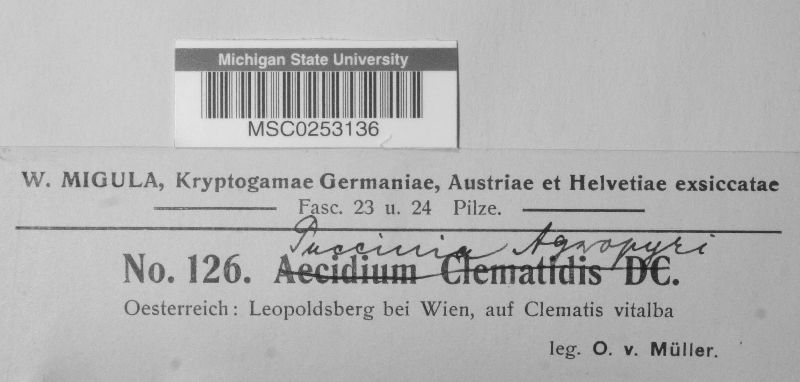 Michigan State University
MSC0253136
W. MIGULA, Kryptogamae Germaniae, Austriae et Helvetiae exsiccatae
Fasc. 23 u. 24 Pilze.
Puccinia Agropyri
No. 126. Aecidium Clematidis DC.
Oesterreich: Leopoldsberg bei Wien, auf Clematis vitalba
leg. O. v. Müller.